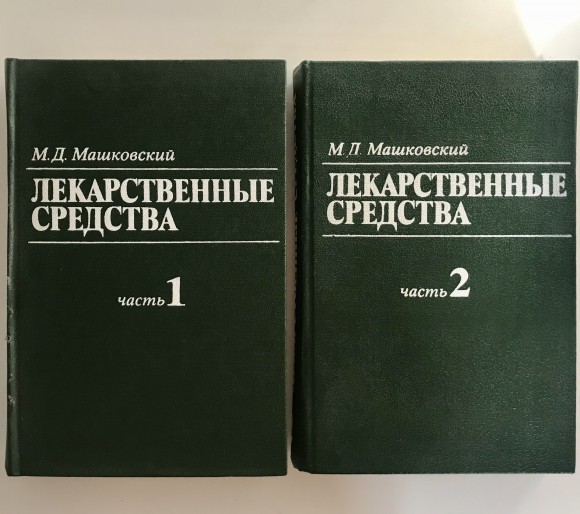 М.Д. Машковский
ЛЕКАРСТВЕННЫЕ
СРЕДСТВА
часть 1
М.Д. Машковский
ЛЕКАРСТВЕННЫЕ
СРЕДСТВА
часть 2